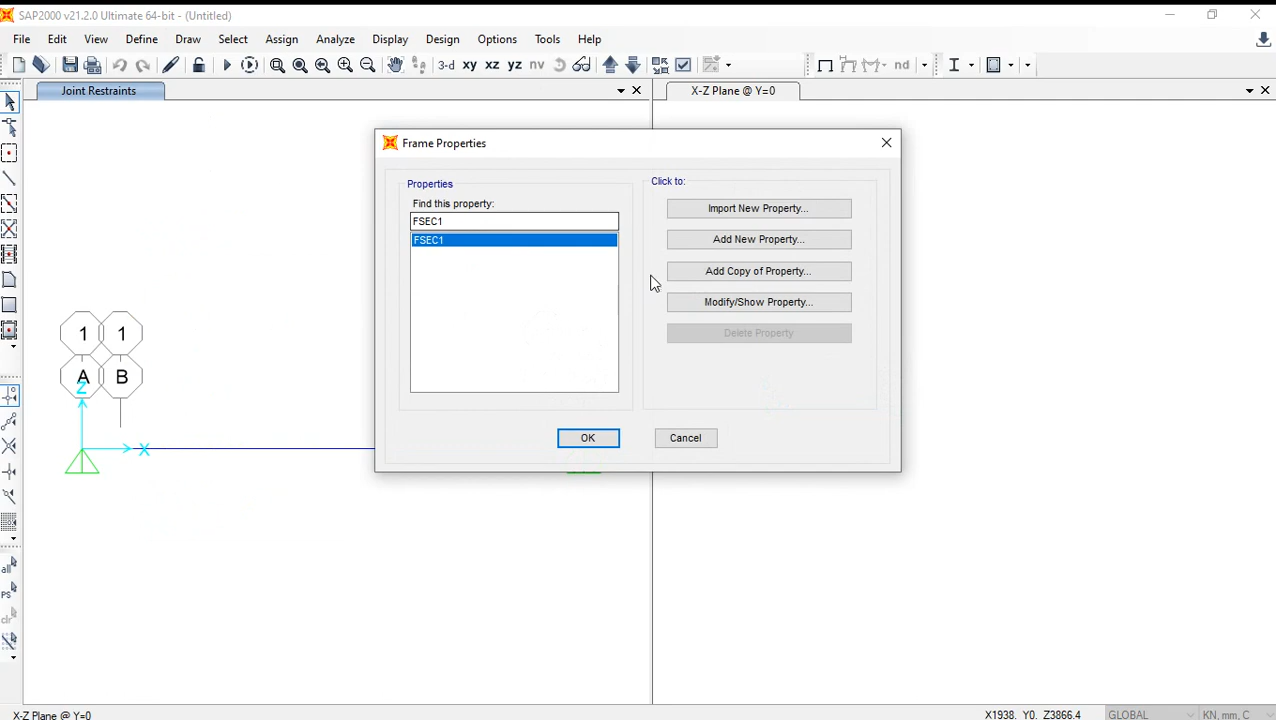 SAP2000 v21.2.0 Ultimate 64-bit - (Untitled)
File Edit View Define Draw Select Assign Analyze Display Design Options Tools Help
3-d xy xz yz nv nd
Joint Restraints
X-Z Plane @ Y=0
Frame Properties
Properties
Find this property:
FSEC1
FSEC1
Click to:
Import New Property...
Add New Property...
Add Copy of Property...
Modify/Show Property...
Delete Property
OK Cancel
1 1
A B
Z
X
all
PS
clr
X-Z Plane @ Y=0
X1938. Y0. Z3866.4
GLOBAL
KN, mm, C